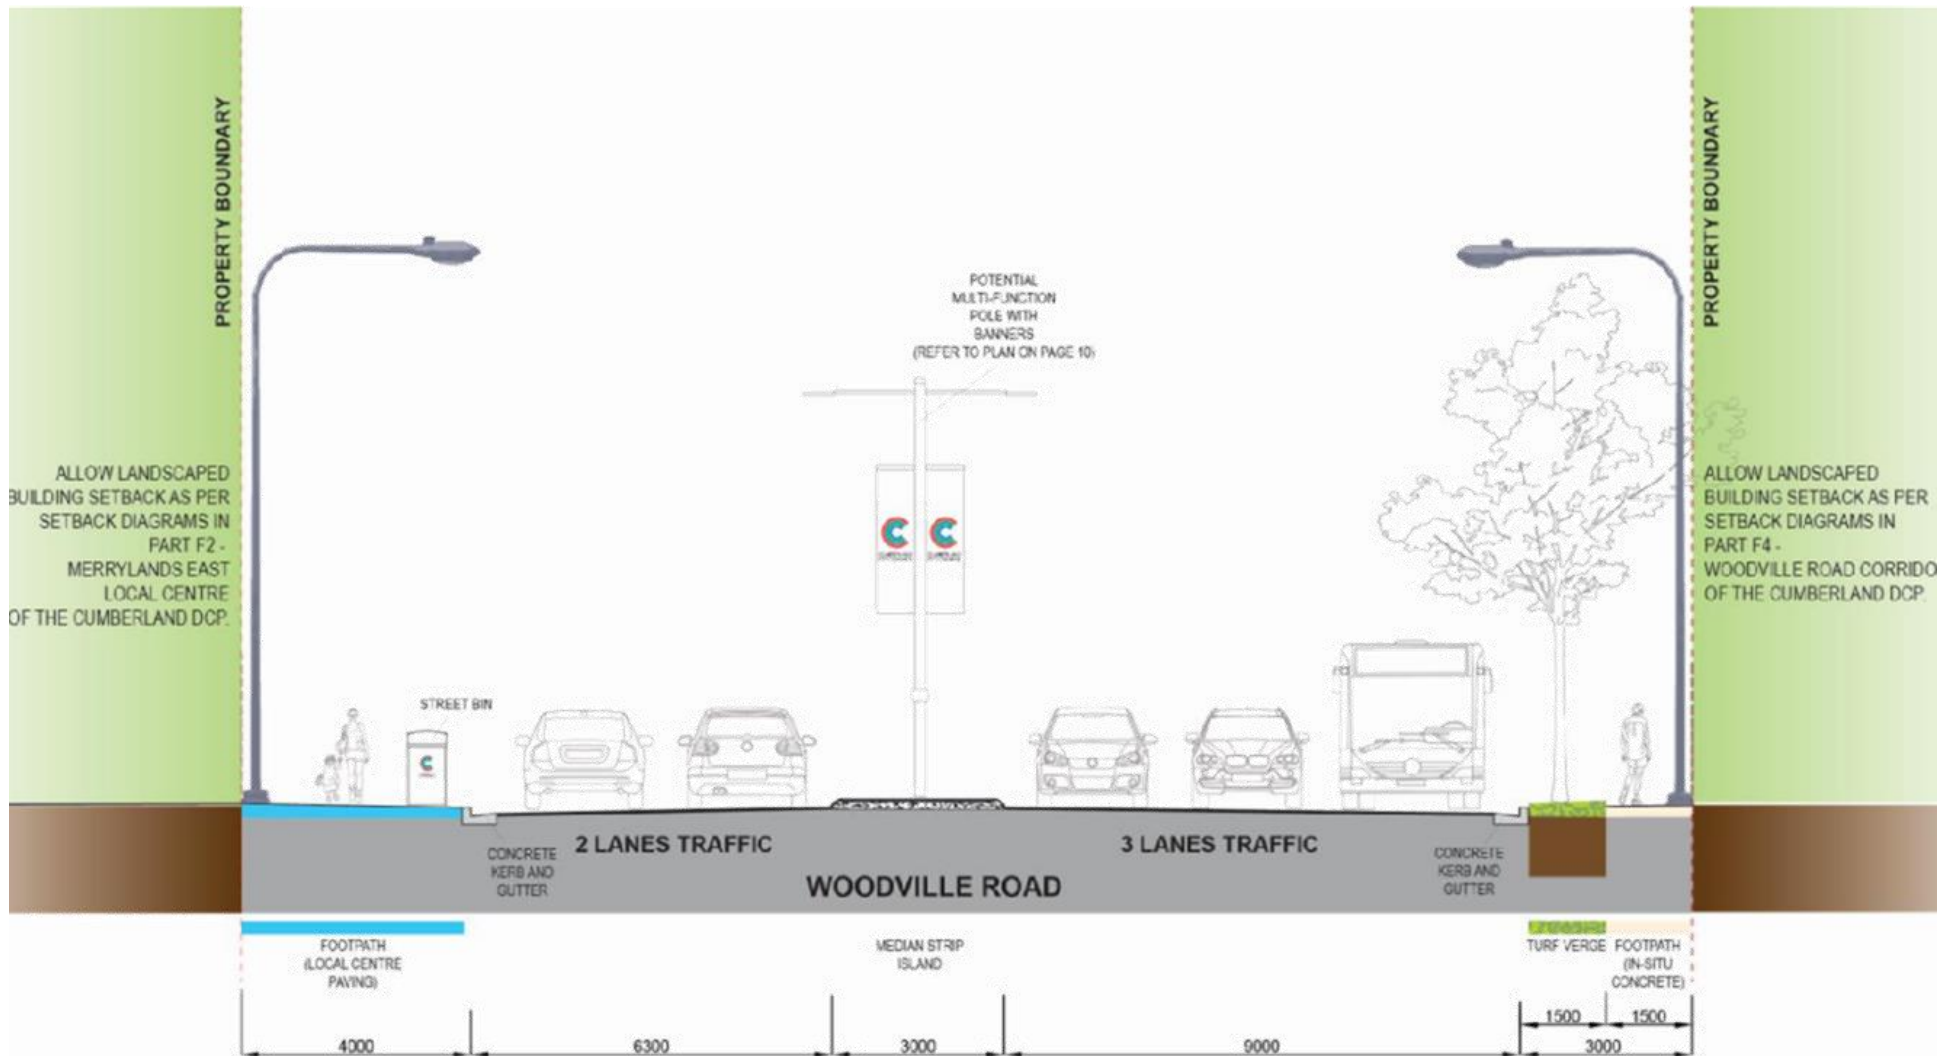 PROPERTY BOUNDARY
PROPERTY BOUNDARY
POTENTIAL
MULTI-FUNCTION
POLE WITH
BANNERS
(REFER TO PLAN ON PAGE 10)
ALLOW LANDSCAPED
BUILDING SETBACK AS PER
SETBACK DIAGRAMS IN
PART F2 -
MERRYLANDS EAST
LOCAL CENTRE
OF THE CUMBERLAND DCP.
ALLOW LANDSCAPED
BUILDING SETBACK AS PER
SETBACK DIAGRAMS IN
PART F4 -
WOODVILLE ROAD CORRIDO
OF THE CUMBERLAND DCP.
STREET BIN
CONCRETE
KERB AND
GUTTER
2 LANES TRAFFIC
3 LANES TRAFFIC
CONCRETE
KERB AND
GUTTER
WOODVILLE ROAD
FOOTPATH
(LOCAL CENTRE
PAVING)
MEDIAN STRIP
ISLAND
TURF VERGE
FOOTPATH
(IN-SITU
CONCRETE)
1500
1500
4000
6300
3000
9000
3000